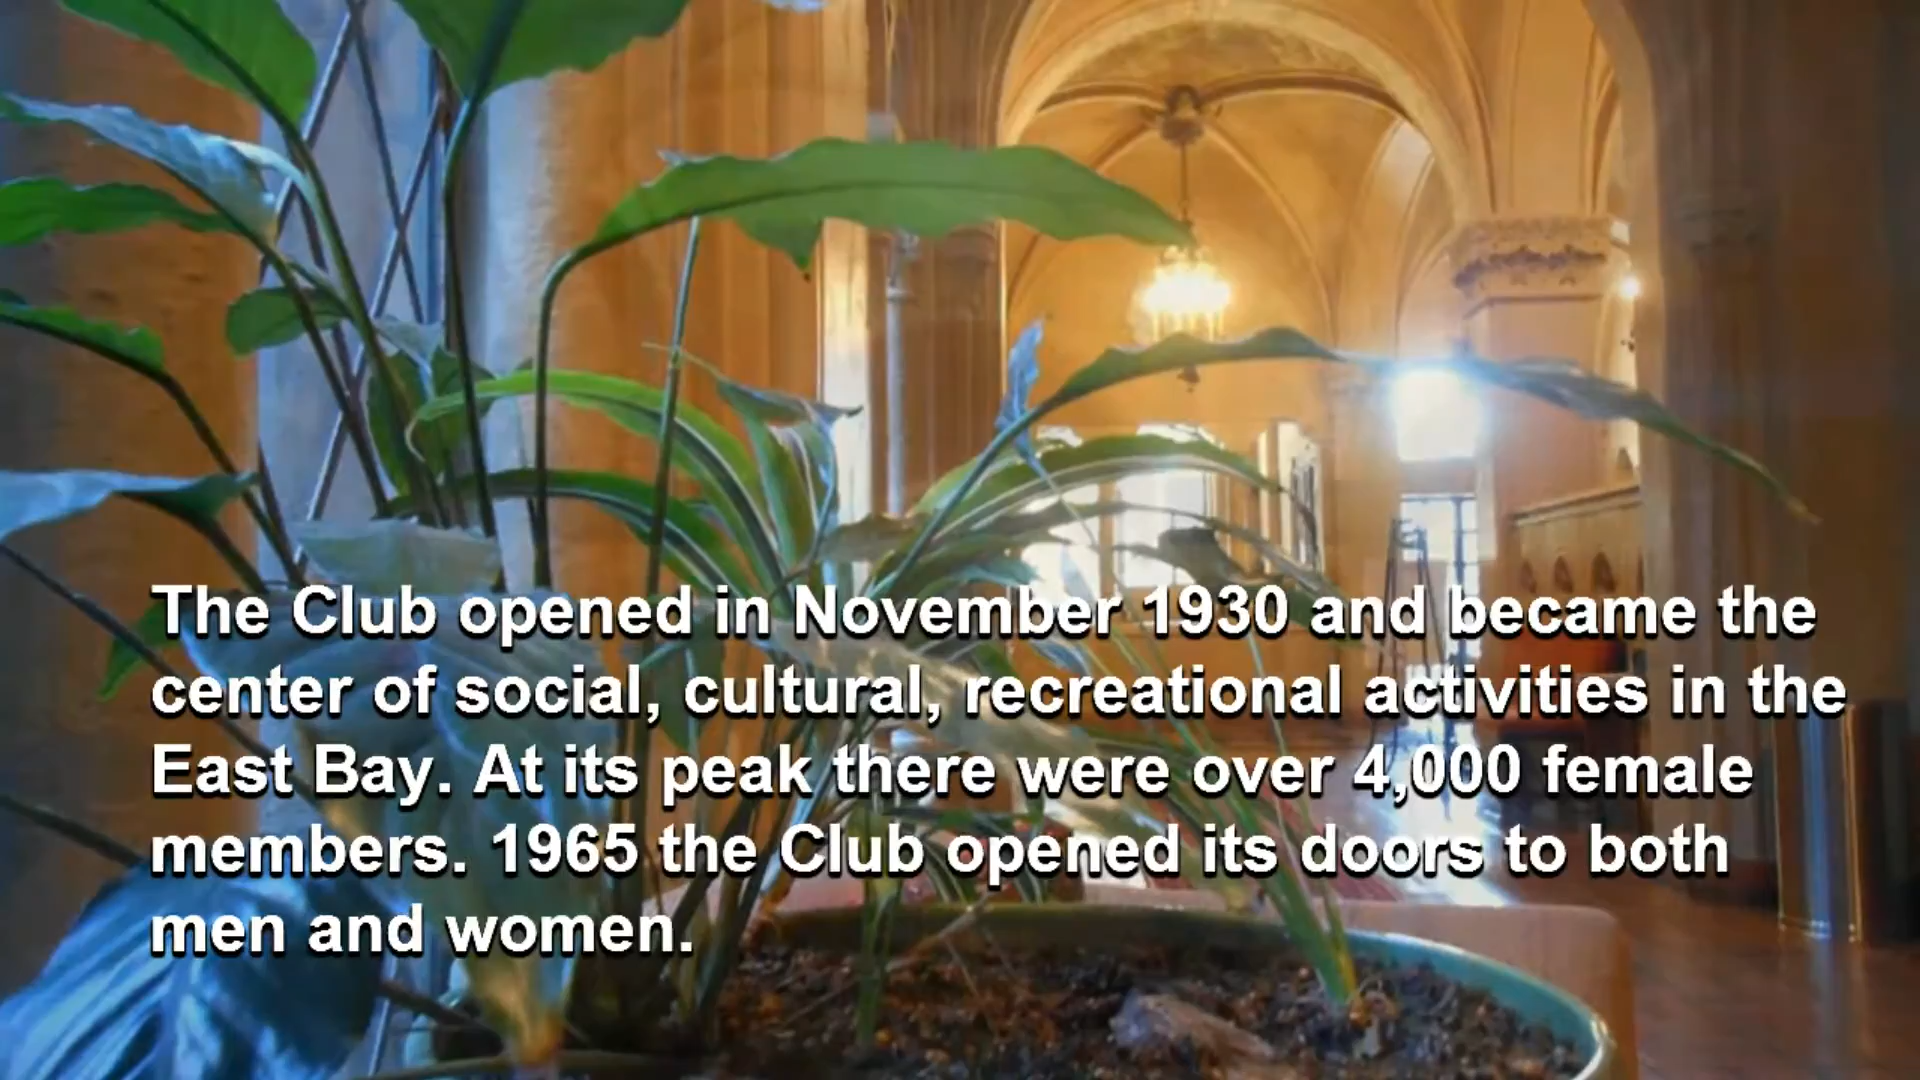 The Club opened in November 1930 and became the
center of social, cultural, recreational activities in the
East Bay. At its peak there were over 4,000 female
members. 1965 the Club opened its doors to both
men and women.